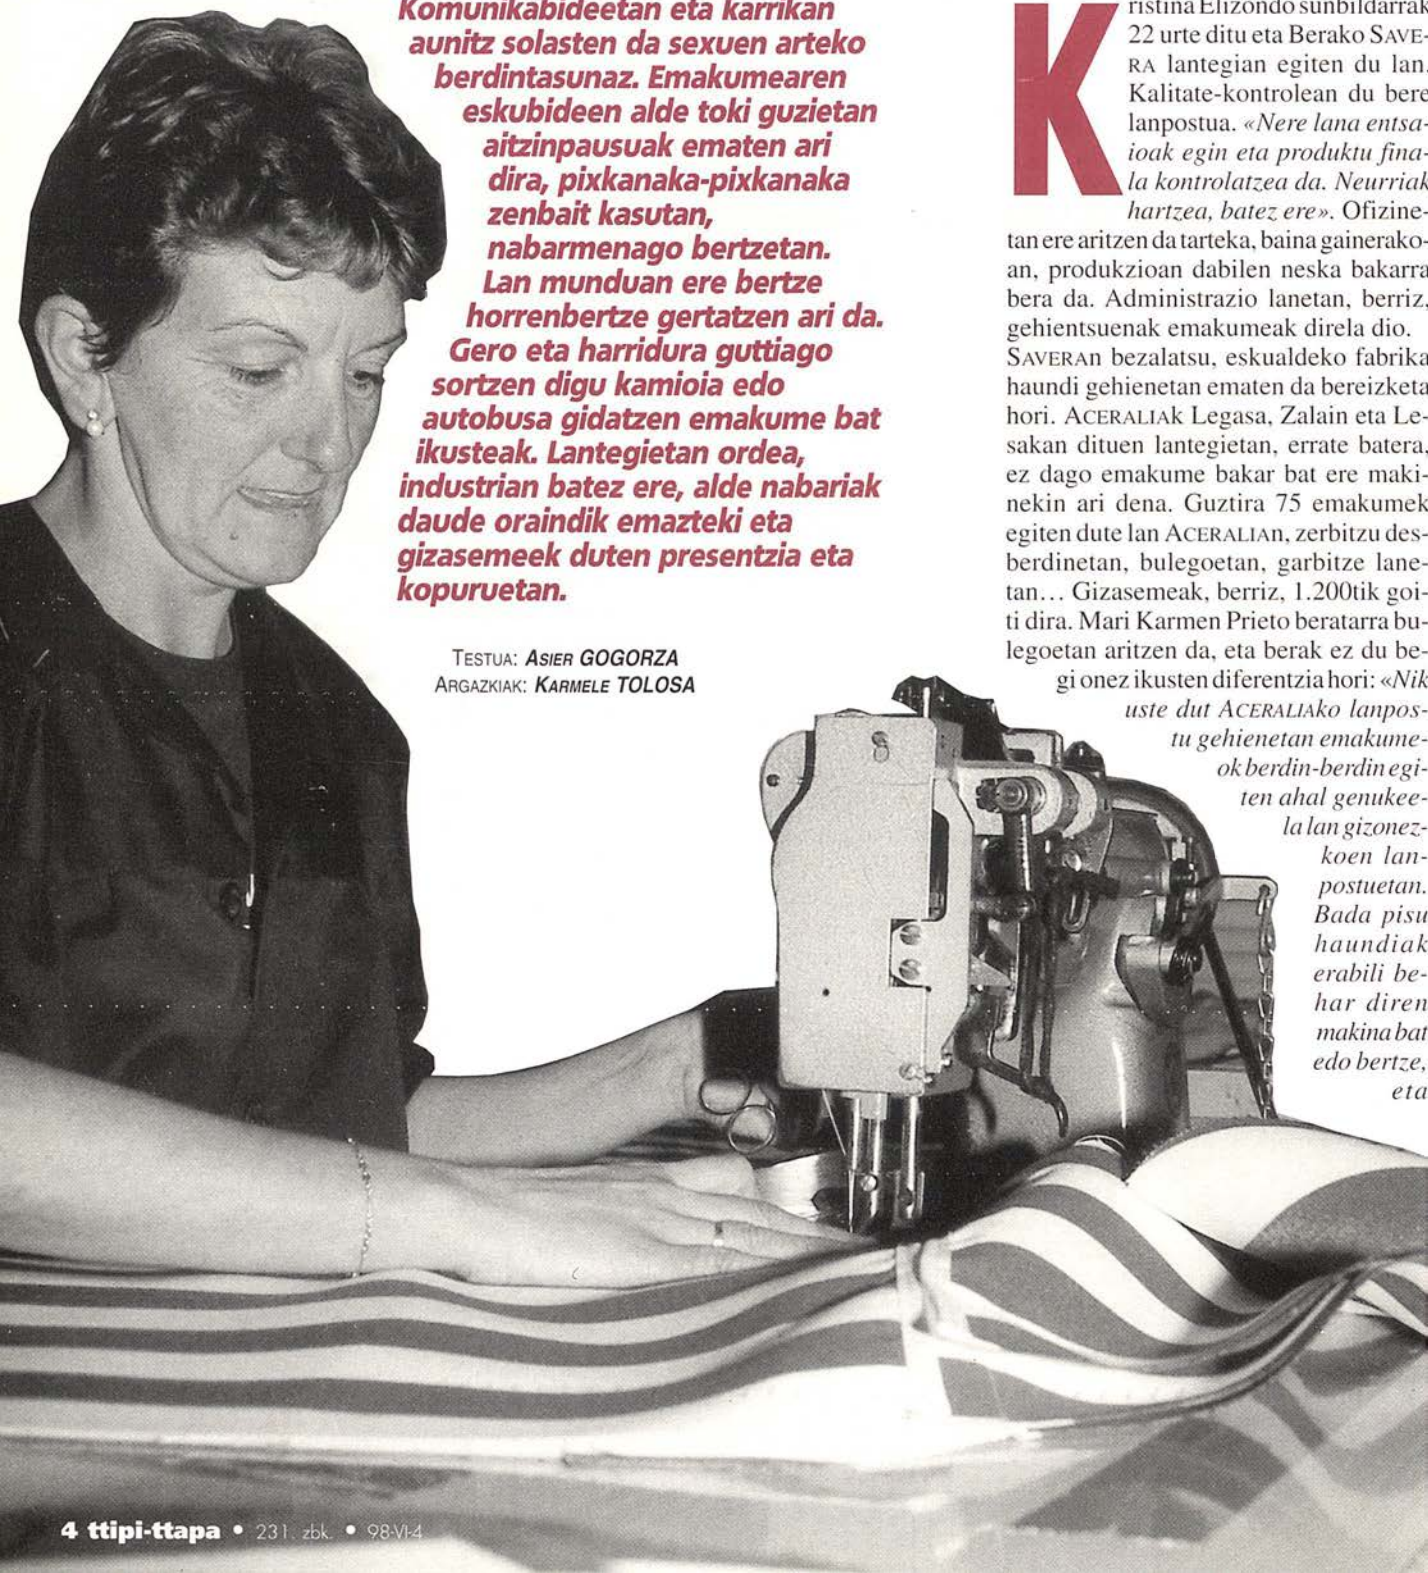 Komunikabideetan eta karrikan
aunitz solasten da sexuen arteko
berdintasunaz. Emakumearen
eskubideen alde toki guzietan
aitzinpausuak ematen ari
dira, pixkanaka-pixkanaka
zenbait kasutan,
nabarmenago bertzetan.
Lan munduan ere bertze
horrenbertze gertatzen ari da.
Gero eta harridura guttiago
sortzen digu kamioia edo
autobusa gidatzen emakume bat
ikusteak. Lantegietan ordea,
industrian batez ere, alde nabariak
daude oraindik emazteki eta
gizasemeek duten presentzia eta
kopuruetan.
TESTUA: ASIER GOGORZA
ARGAZKIAK: KARMELE TOLOSA
Kristina Elizondo sunbildarrak
22 urte ditu eta Berako SAVE-
RA lantegian egiten du lan.
Kalitate-kontrolean du bere
lanpostua. «Nere lana entsa-
ioak egin eta produktu fina-
la kontrolatzea da. Neurriak
hartzea, batez ere». Ofizine-
tan ere aritzen da tarteka, baina gainerako-
an, produkzioan dabilen neska bakarra
bera da. Administrazio lanetan, berriz,
gehientsuenak emakumeak direla dio.
SAVERAn bezalatsu, eskualdeko fabrika
haundi gehienetan ematen da bereizketa
hori. ACERALIAk Legasa, Zalain eta Le-
sakan dituen lantegietan, errate batera,
ez dago emakume bakar bat ere maki-
nekin ari dena. Guztira 75 emakumek
egiten dute lan ACERALIAn, zerbitzu des-
berdinetan, bulegoetan, garbitze lane-
tan... Gizasemeak, berriz, 1.200tik goi-
ti dira. Mari Karmen Prieto beratarra bu-
legoetan aritzen da, eta berak ez du be-
gi onez ikusten diferentzia hori: «Nik
uste dut ACERALIAko lanpos-
tu gehienetan emakume-
ok berdin-berdin egi-
ten ahal genukee-
la lan gizonez-
koen lan-
postuetan.
Bada pisu
haundiak
erabili be-
har diren
makina bat
edo bertze,
eta
4 ttipi-ttapa • 231. zbk. • 98-VI-4